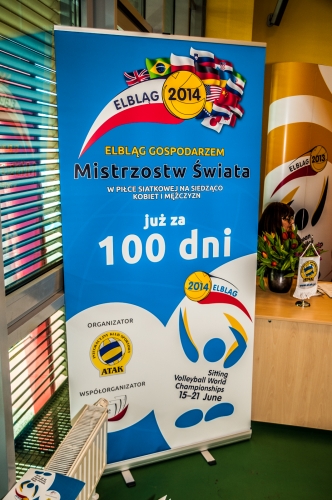 ELBLĄG 2014
ELBLĄG GOSPODARZEM
Mistrzostw Świata
W PIŁCE SIATKOWEJ NA SIEDZĄCO
KOBIET I MĘŻCZYZN
już za
100 dni
ORGANIZATOR
ATAK
WSPÓŁORGANIZATOR
2014 ELBLĄG
Sitting
Volleyball World
Championships
15-21 June
ELBLĄG 2013